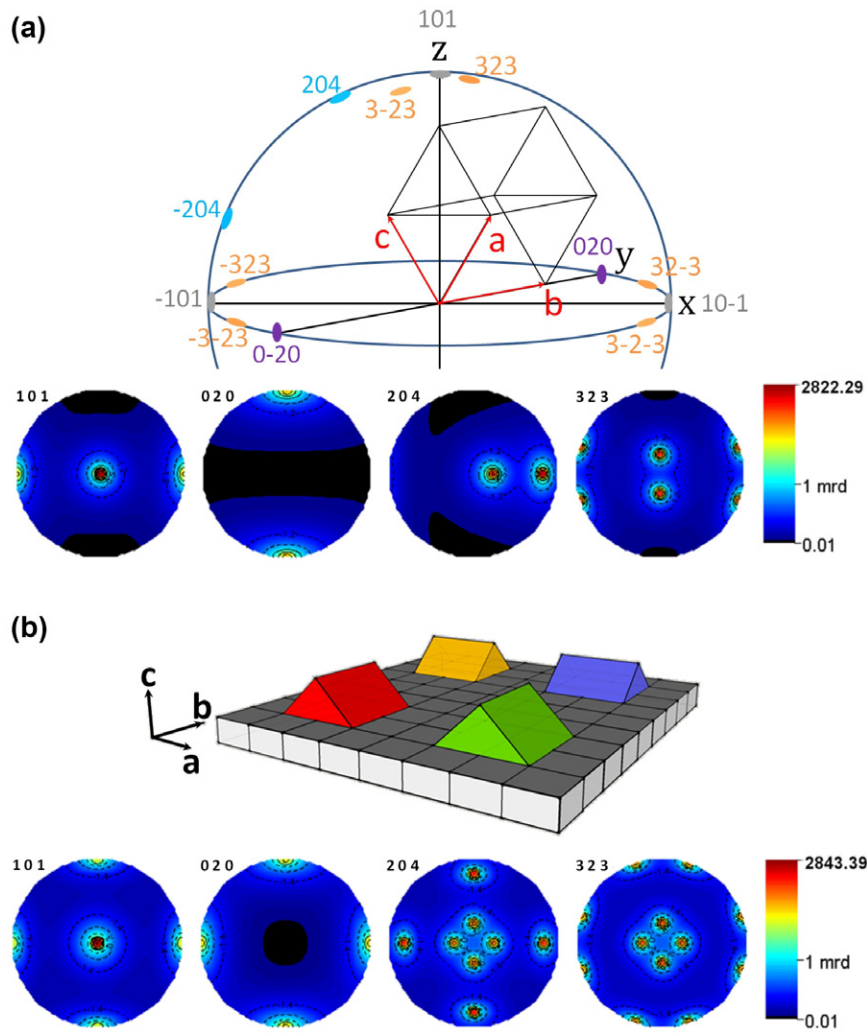 (a)
101
z
204
323
3-23
-204
c
a
020
y
-323
32-3
-101
b
x
10-1
-3-23
0-20
3-2-3
1 0 1
0 2 0
2 0 4
3 2 3
2822.29
1 mrd
0.01
(b)
c
b
a
1 0 1
0 2 0
2 0 4
3 2 3
2843.39
1 mrd
0.01